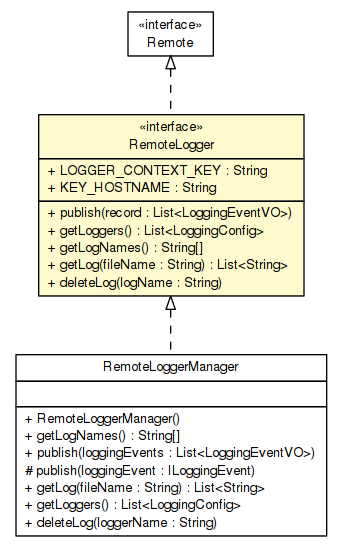 «interface»
Remote
«interface»
RemoteLogger
+ LOGGER_CONTEXT_KEY : String
+ KEY_HOSTNAME : String
+ publish(record : List<LoggingEventVO>)
+ getLoggers() : List<LoggingConfig>
+ getLogNames() : String[]
+ getLog(fileName : String) : List<String>
+ deleteLog(logName : String)
RemoteLoggerManager
+ RemoteLoggerManager()
+ getLogNames() : String[]
+ publish(loggingEvents : List<LoggingEventVO>)
# publish(loggingEvent : ILoggingEvent)
+ getLog(fileName : String) : List<String>
+ getLoggers() : List<LoggingConfig>
+ deleteLog(loggerName : String)